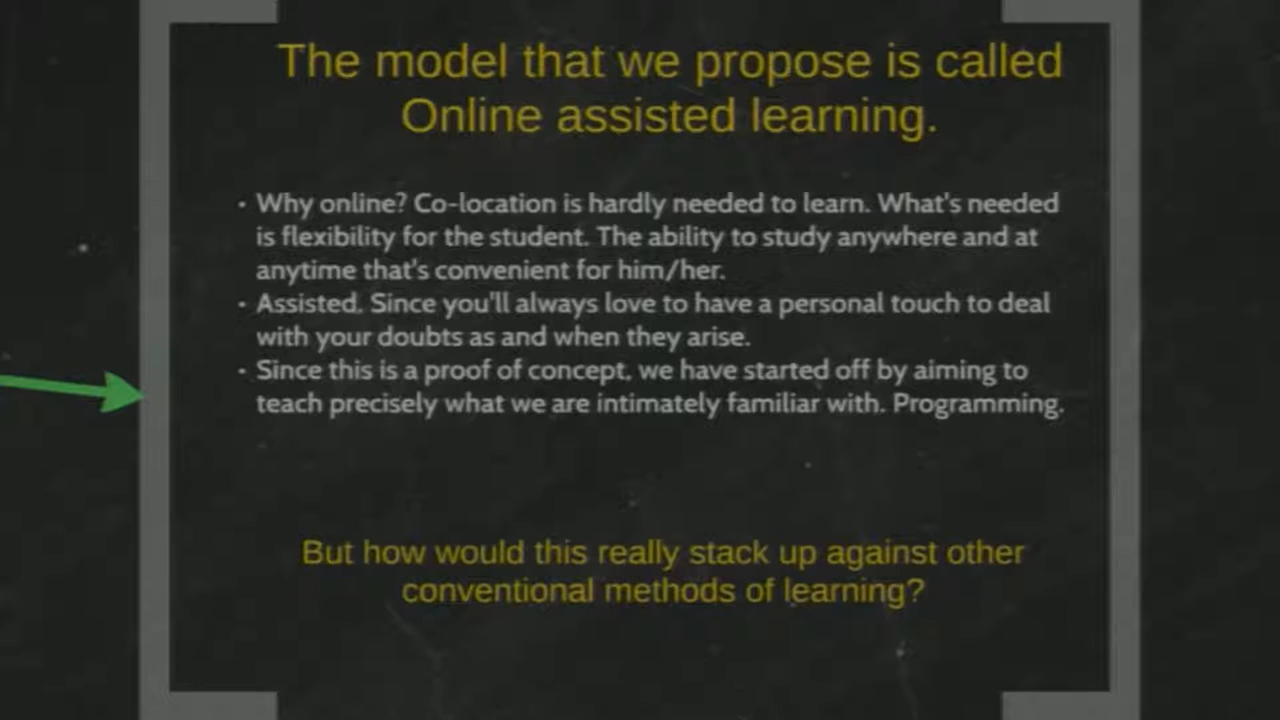 The model that we propose is called
Online assisted learning.
• Why online? Co-location is hardly needed to learn. What's needed
is flexibility for the student. The ability to study anywhere and at
anytime that's convenient for him/her.
• Assisted. Since you'll always love to have a personal touch to deal
with your doubts as and when they arise.
• Since this is a proof of concept, we have started off by aiming to
teach precisely what we are intimately familiar with. Programming.
But how would this really stack up against other
conventional methods of learning?